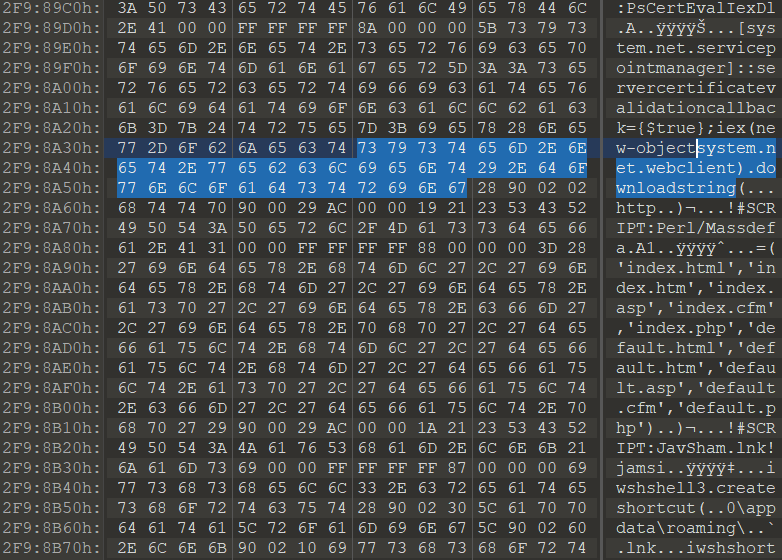 2F9:89C0h: 3A 50 73 43 65 72 74 45 76 61 6C 49 65 78 44 6C :PsCertEvalIexDl
2F9:89D0h: 2E 41 00 00 FF FF FF FF 8A 00 00 00 5B 73 79 73 .A..ÿÿÿÿŠ...[sys
2F9:89E0h: 74 65 6D 2E 6E 65 74 2E 73 65 72 76 69 63 65 70 tem.net.servicep
2F9:89F0h: 6F 69 6E 74 6D 61 6E 61 67 65 72 5D 3A 3A 73 65 ointmanager]::se
2F9:8A00h: 72 76 65 72 63 65 72 74 69 66 69 63 61 74 65 76 rvercertificatev
2F9:8A10h: 61 6C 69 64 61 74 69 6F 6E 63 61 6C 6C 62 61 63 alidationcallbac
2F9:8A20h: 6B 3D 7B 24 74 72 75 65 7D 3B 69 65 78 28 6E 65 k={$true};iex(ne
2F9:8A30h: 77 2D 6F 62 6A 65 63 74 73 79 73 74 65 6D 2E 6E w-objectsystem.n
2F9:8A40h: 65 74 2E 77 65 62 63 6C 69 65 6E 74 29 2E 64 6F et.webclient).do
2F9:8A50h: 77 6E 6C 6F 61 64 73 74 72 69 6E 67 28 90 02 02 wnloadstring(...
2F9:8A60h: 68 74 74 70 90 00 29 AC 00 00 19 21 23 53 43 52 http..)¬...!#SCR
2F9:8A70h: 49 50 54 3A 50 65 72 6C 2F 4D 61 73 73 64 65 66 IPT:Perl/Massdef
2F9:8A80h: 61 2E 41 31 00 00 FF FF FF FF 88 00 00 00 3D 28 a.A1..ÿÿÿÿˆ...=(
2F9:8A90h: 27 69 6E 64 65 78 2E 68 74 6D 6C 27 2C 27 69 6E 'index.html','in
2F9:8AA0h: 64 65 78 2E 68 74 6D 27 2C 27 69 6E 64 65 78 2E dex.htm','index.
2F9:8AB0h: 61 73 70 27 2C 27 69 6E 64 65 78 2E 63 66 6D 27 asp','index.cfm'
2F9:8AC0h: 2C 27 69 6E 64 65 78 2E 70 68 70 27 2C 27 64 65 ,'index.php','de
2F9:8AD0h: 66 61 75 6C 74 2E 68 74 6D 6C 27 2C 27 64 65 66 fault.html','def
2F9:8AE0h: 61 75 6C 74 2E 68 74 6D 27 2C 27 64 65 66 61 75 ault.htm','defau
2F9:8AF0h: 6C 74 2E 61 73 70 27 2C 27 64 65 66 61 75 6C 74 lt.asp','default
2F9:8B00h: 2E 63 66 6D 27 2C 27 64 65 66 61 75 6C 74 2E 70 .cfm','default.p
2F9:8B10h: 68 70 27 29 90 00 29 AC 00 00 1A 21 23 53 43 52 hp')..)¬...!#SCR
2F9:8B20h: 49 50 54 3A 4A 61 76 53 68 61 6D 2E 6C 6E 6B 21 IPT:JavSham.lnk!
2F9:8B30h: 6A 61 6D 73 69 00 00 FF FF FF FF 87 00 00 00 69 jamsi..ÿÿÿÿ‡...i
2F9:8B40h: 77 73 68 73 68 65 6C 6C 33 2E 63 72 65 61 74 65 wshshell3.create
2F9:8B50h: 73 68 6F 72 74 63 75 74 28 90 02 30 5C 61 70 70 shortcut(..0\app
2F9:8B60h: 64 61 74 61 5C 72 6F 61 6D 69 6E 67 5C 90 02 60 data\roaming\..`
2F9:8B70h: 2E 6C 6E 6B 90 02 10 69 77 73 68 73 68 6F 72 74 .lnk...iwshshort